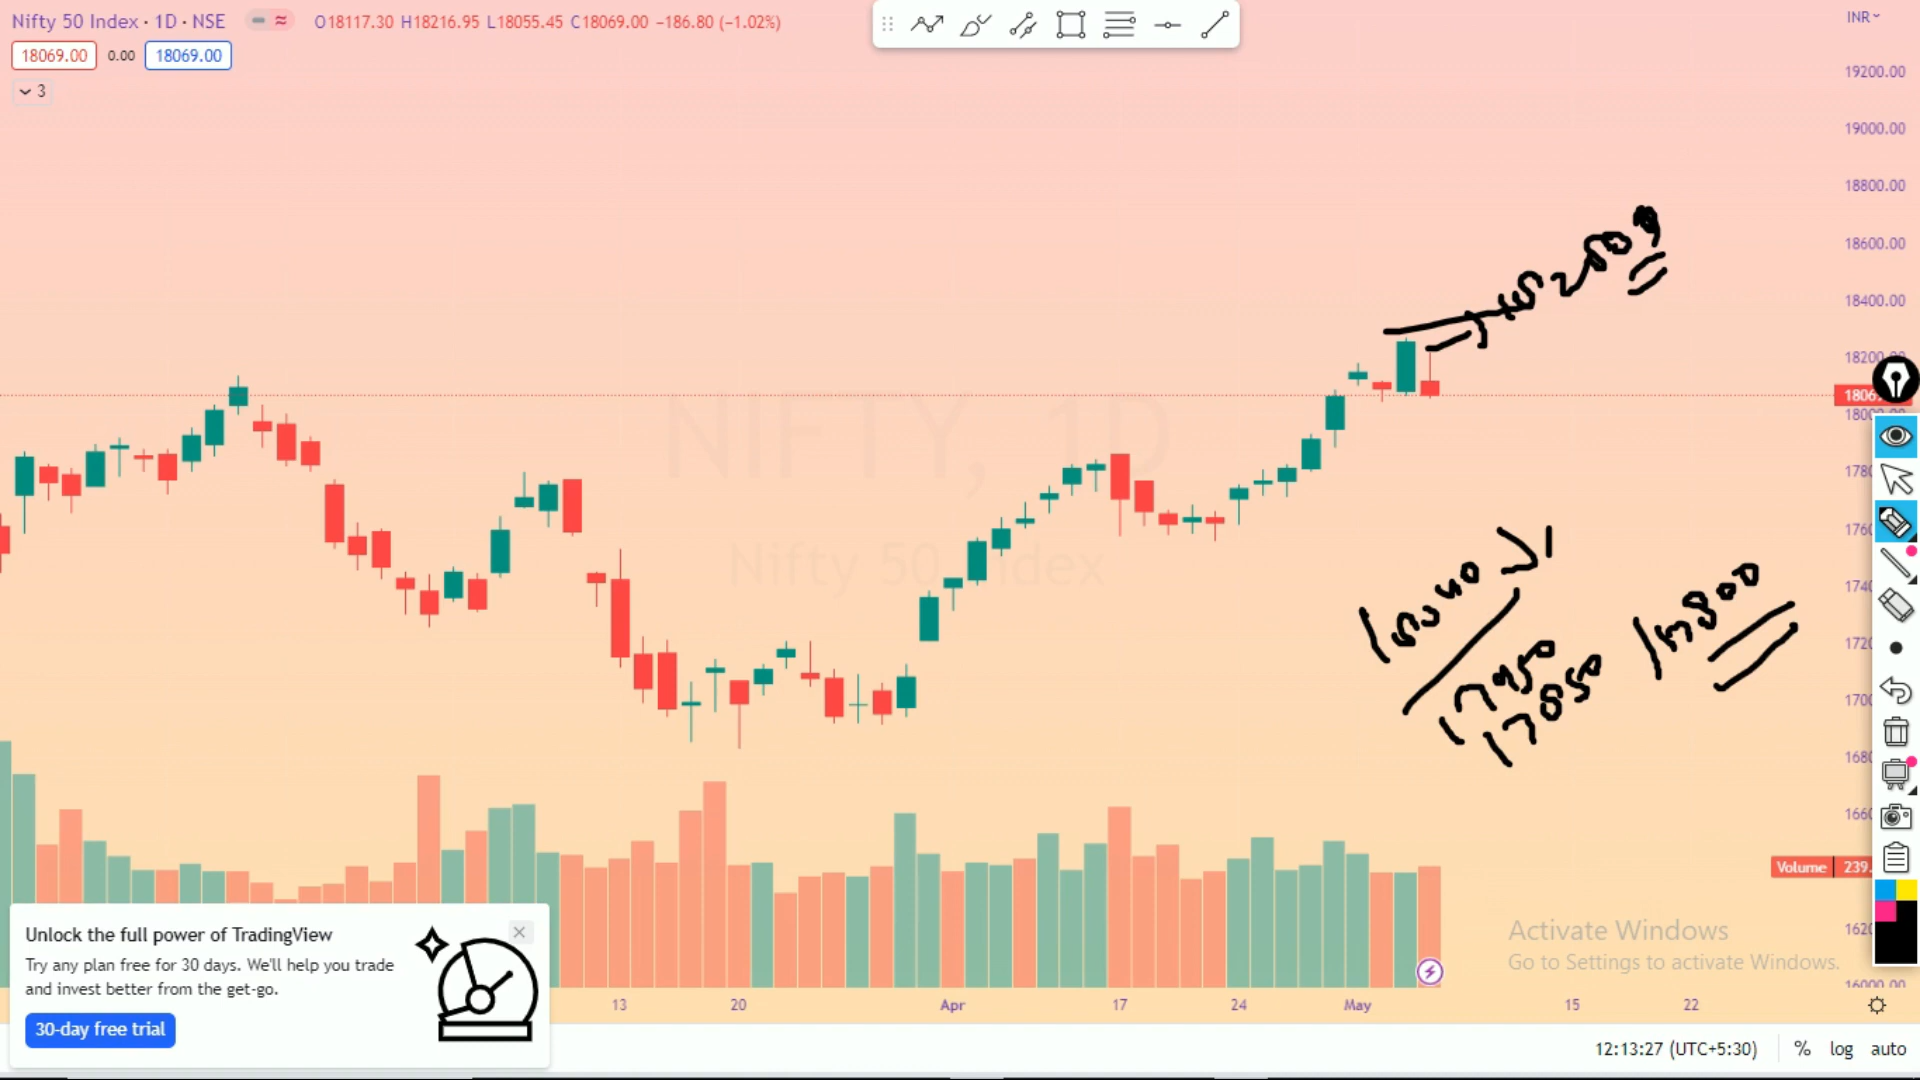 Nifty 50 Index · 1D · NSE O18117.30 H18216.95 L18055.45 C18069.00 −186.80 (−1.02%)
INR
18069.00 0.00 18069.00
3
19200.00
19000.00
18800.00
18600.00
18400.00
18200.00
NIFTY, 1D
Nifty 50 Index
17950
17850
17800
Volume 239.
Unlock the full power of TradingView
Try any plan free for 30 days. We'll help you trade
and invest better from the get-go.
30-day free trial
Activate Windows
Go to Settings to activate Windows.
16000.00
13 20 Apr 17 24 May 15 22
12:13:27 (UTC+5:30) % log auto